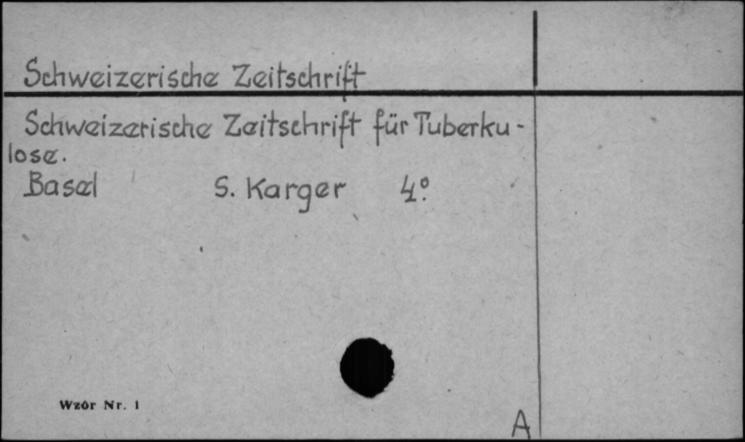 Schweizerische Zeitschrift
Schweizerische Zeitschrift für Tuberku-
lose.
Basel S. Karger 4°.
Wzór Nr. 1
A